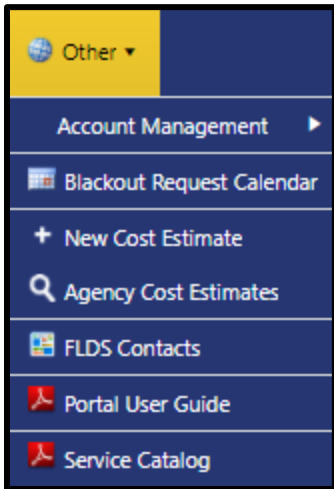 Other
Account Management
Blackout Request Calendar
New Cost Estimate
Agency Cost Estimates
FLDS Contacts
Portal User Guide
Service Catalog